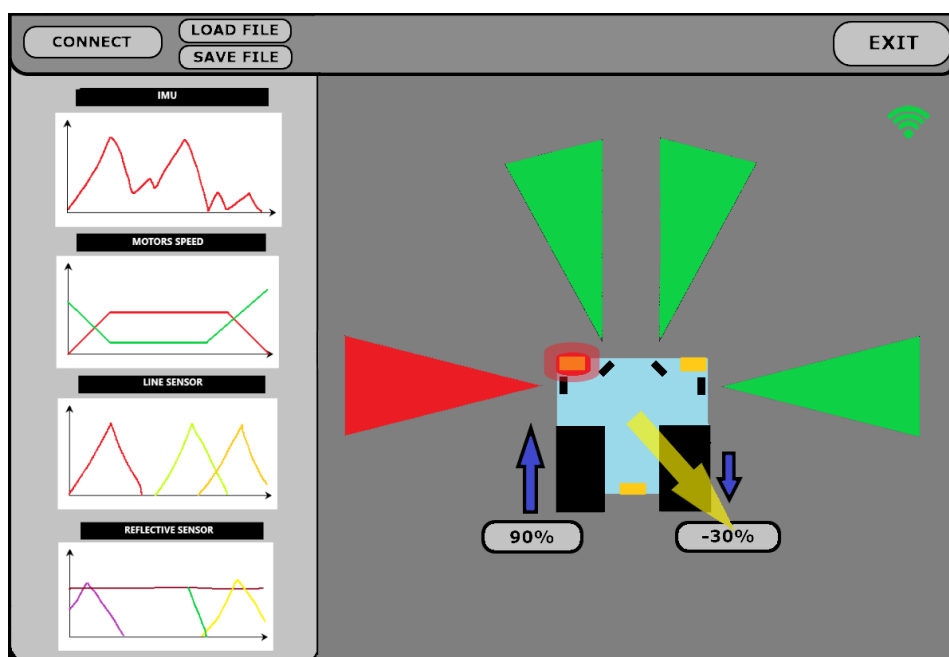 CONNECT
LOAD FILE
SAVE FILE
EXIT
IMU
MOTORS SPEED
LINE SENSOR
REFLECTIVE SENSOR
90%
-30%